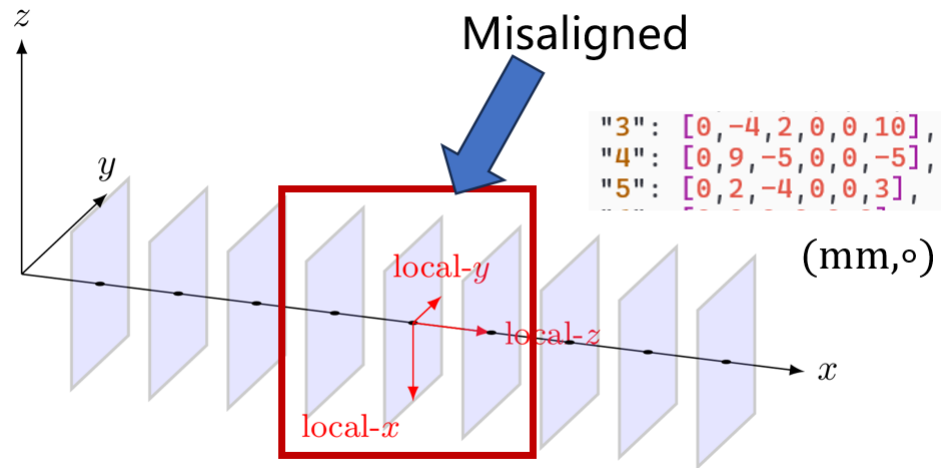 Misaligned
z
"3": [0,-4,2,0,0,10],
"4": [0,9,-5,0,0,-5],
"5": [0,2,-4,0,0,3],
y
(mm,∘)
local-y
local-z
x
local-x